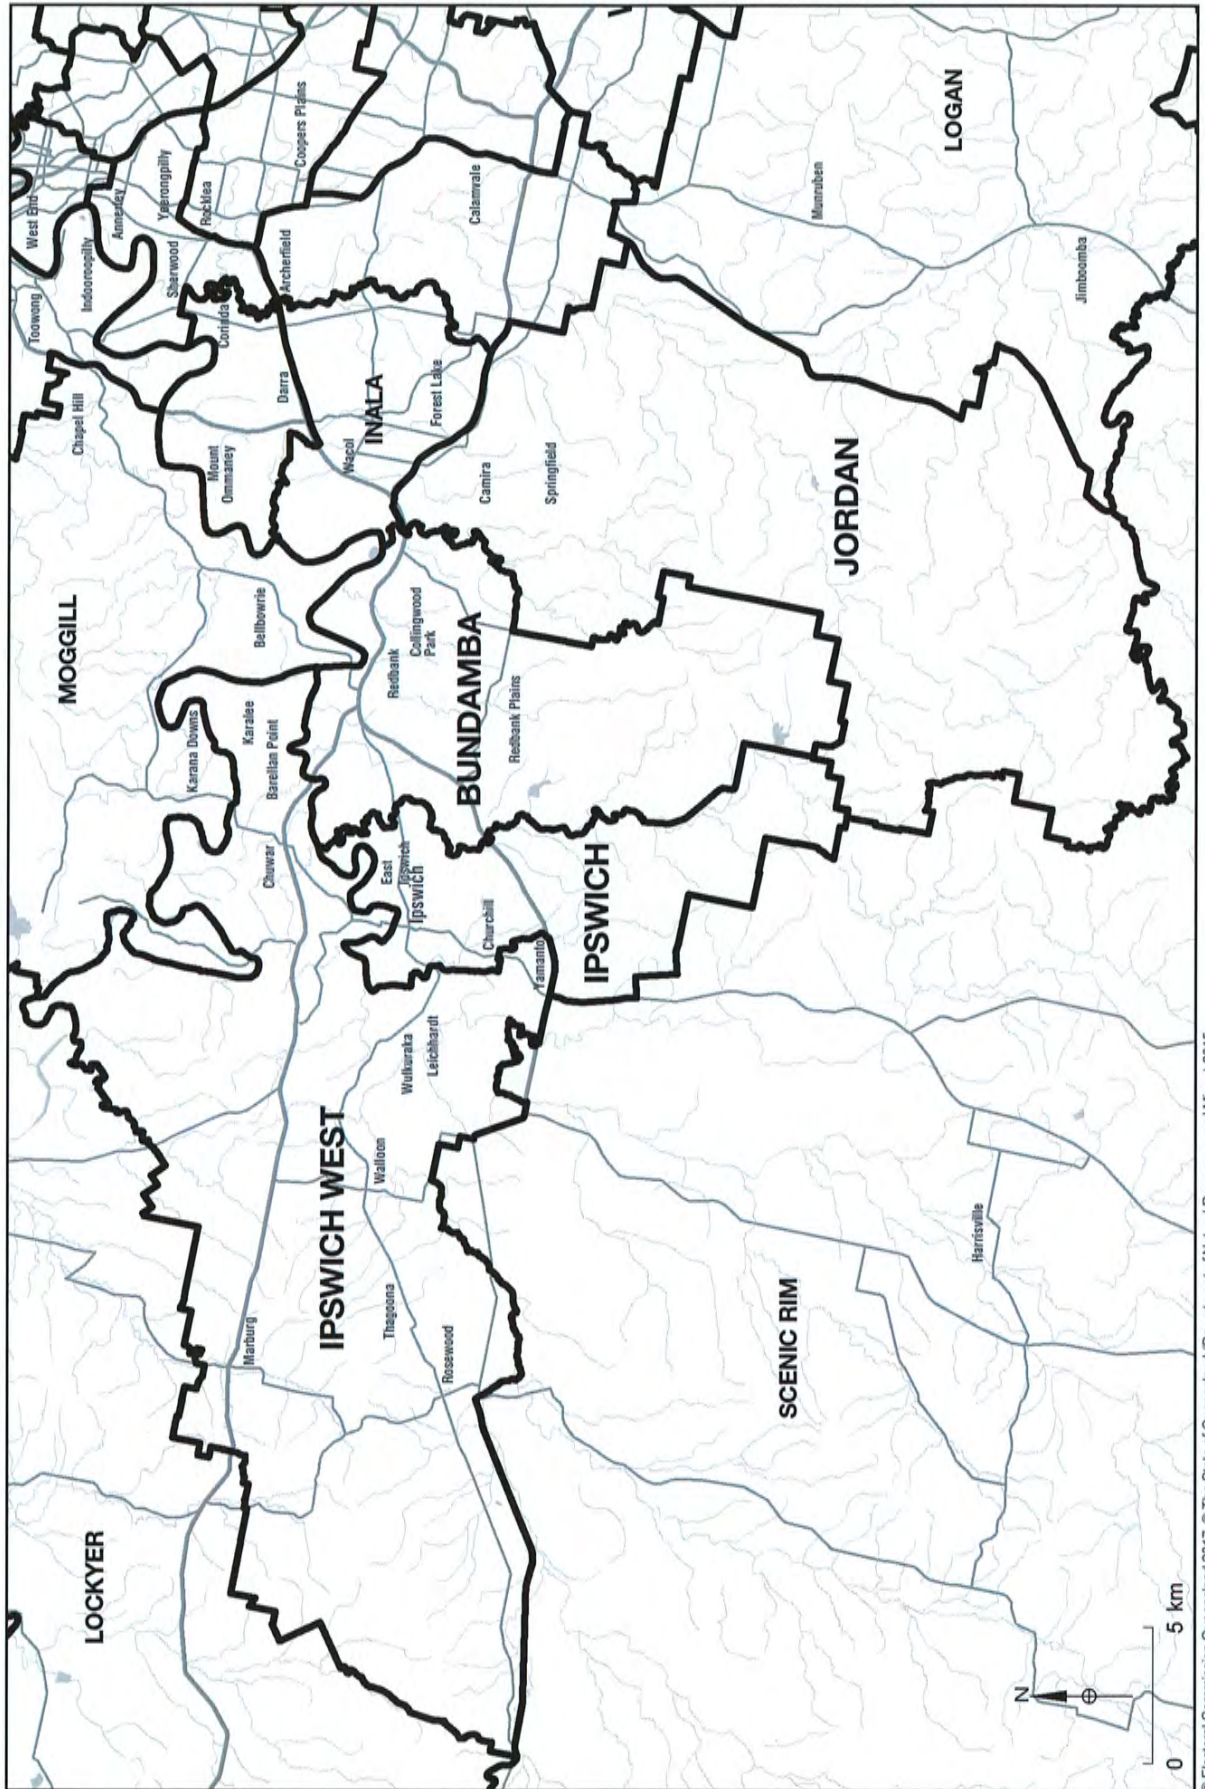 West End
Toowong
Indooroopilly
Chapel Hill
MOGGILL
LOCKYER
Annerley
Yeerongpilly
Sherwood
Rocklea
Corinda
Mount
Ommaney
Karana Downs
Karalee
Bellbowrie
Barellan Point
Chuwar
Marburg
Coopers Plains
Archerfield
Darra
IPSWICH WEST
Wacol
INALA
Redbank
East
Ipswich
Ipswich
Walloon
Thagoona
Collingwood
Park
Wulkuraka
Leichhardt
Forest Lake
Rosewood
Calamvale
BUNDAMBA
Camira
Churchill
Redbank Plains
Yamanto
Springfield
IPSWICH
Munruben
JORDAN
SCENIC RIM
LOGAN
Harrisville
Jimboomba
N
0 5 km